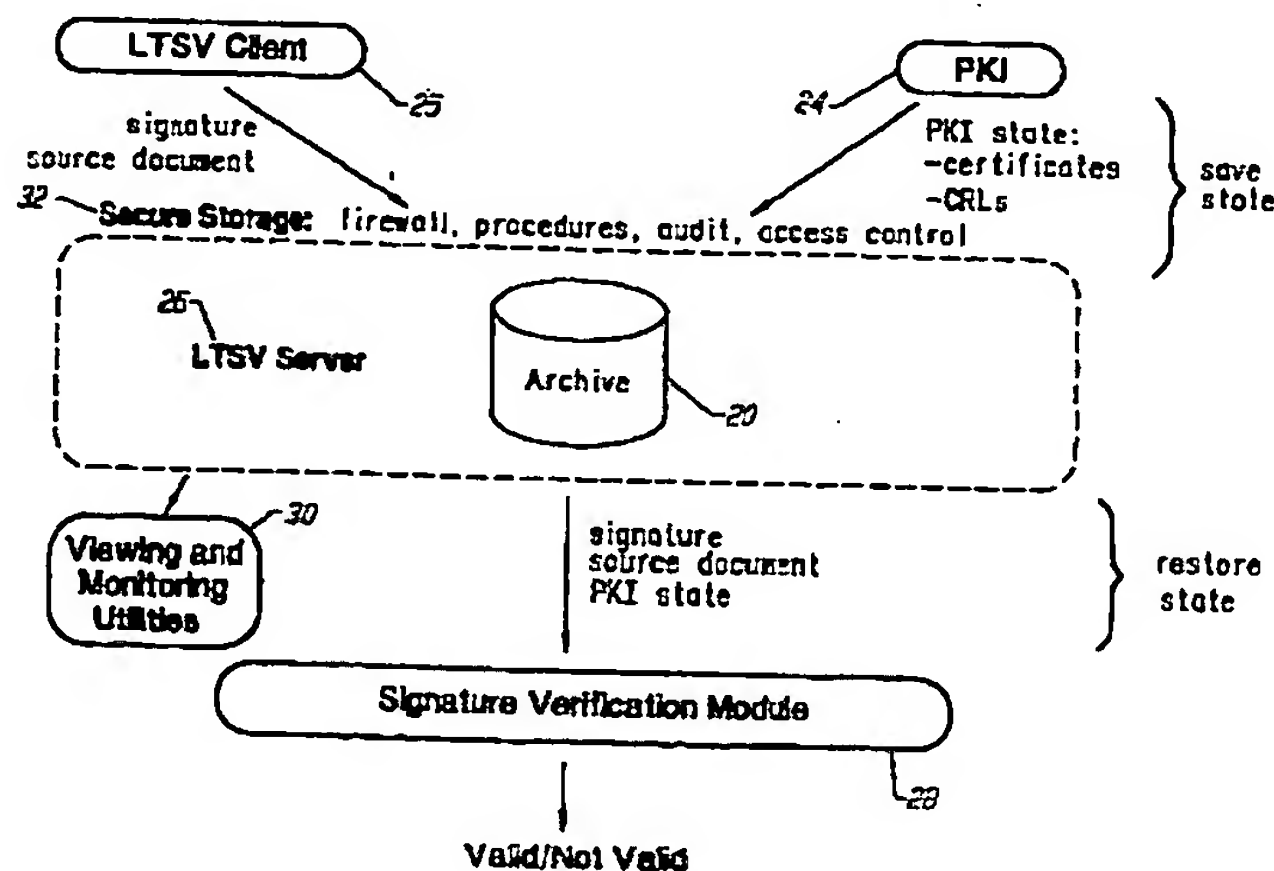 LTSV Client
25
PKI
24
signature
source document
PKI state:
-certificates
-CRLs
save
state
32
Secure Storage: firewall, procedures, audit, access control
26
LTSV Server
Archive
20
30
Viewing and
Monitoring
Utilities
signature
source document
PKI state
restore
state
Signature Verification Module
28
Valid/Not Valid